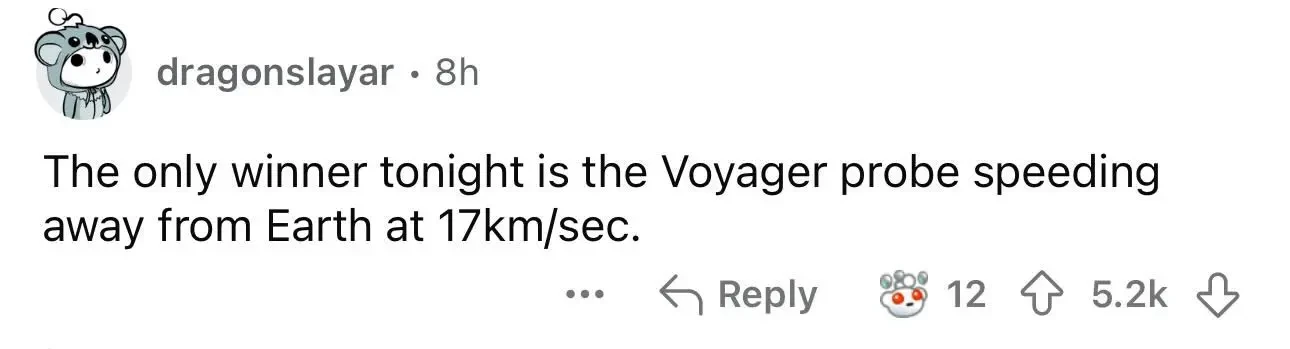 dragonslayar · 8h
The only winner tonight is the Voyager probe speeding
away from Earth at 17km/sec.
... Reply 12 5.2k